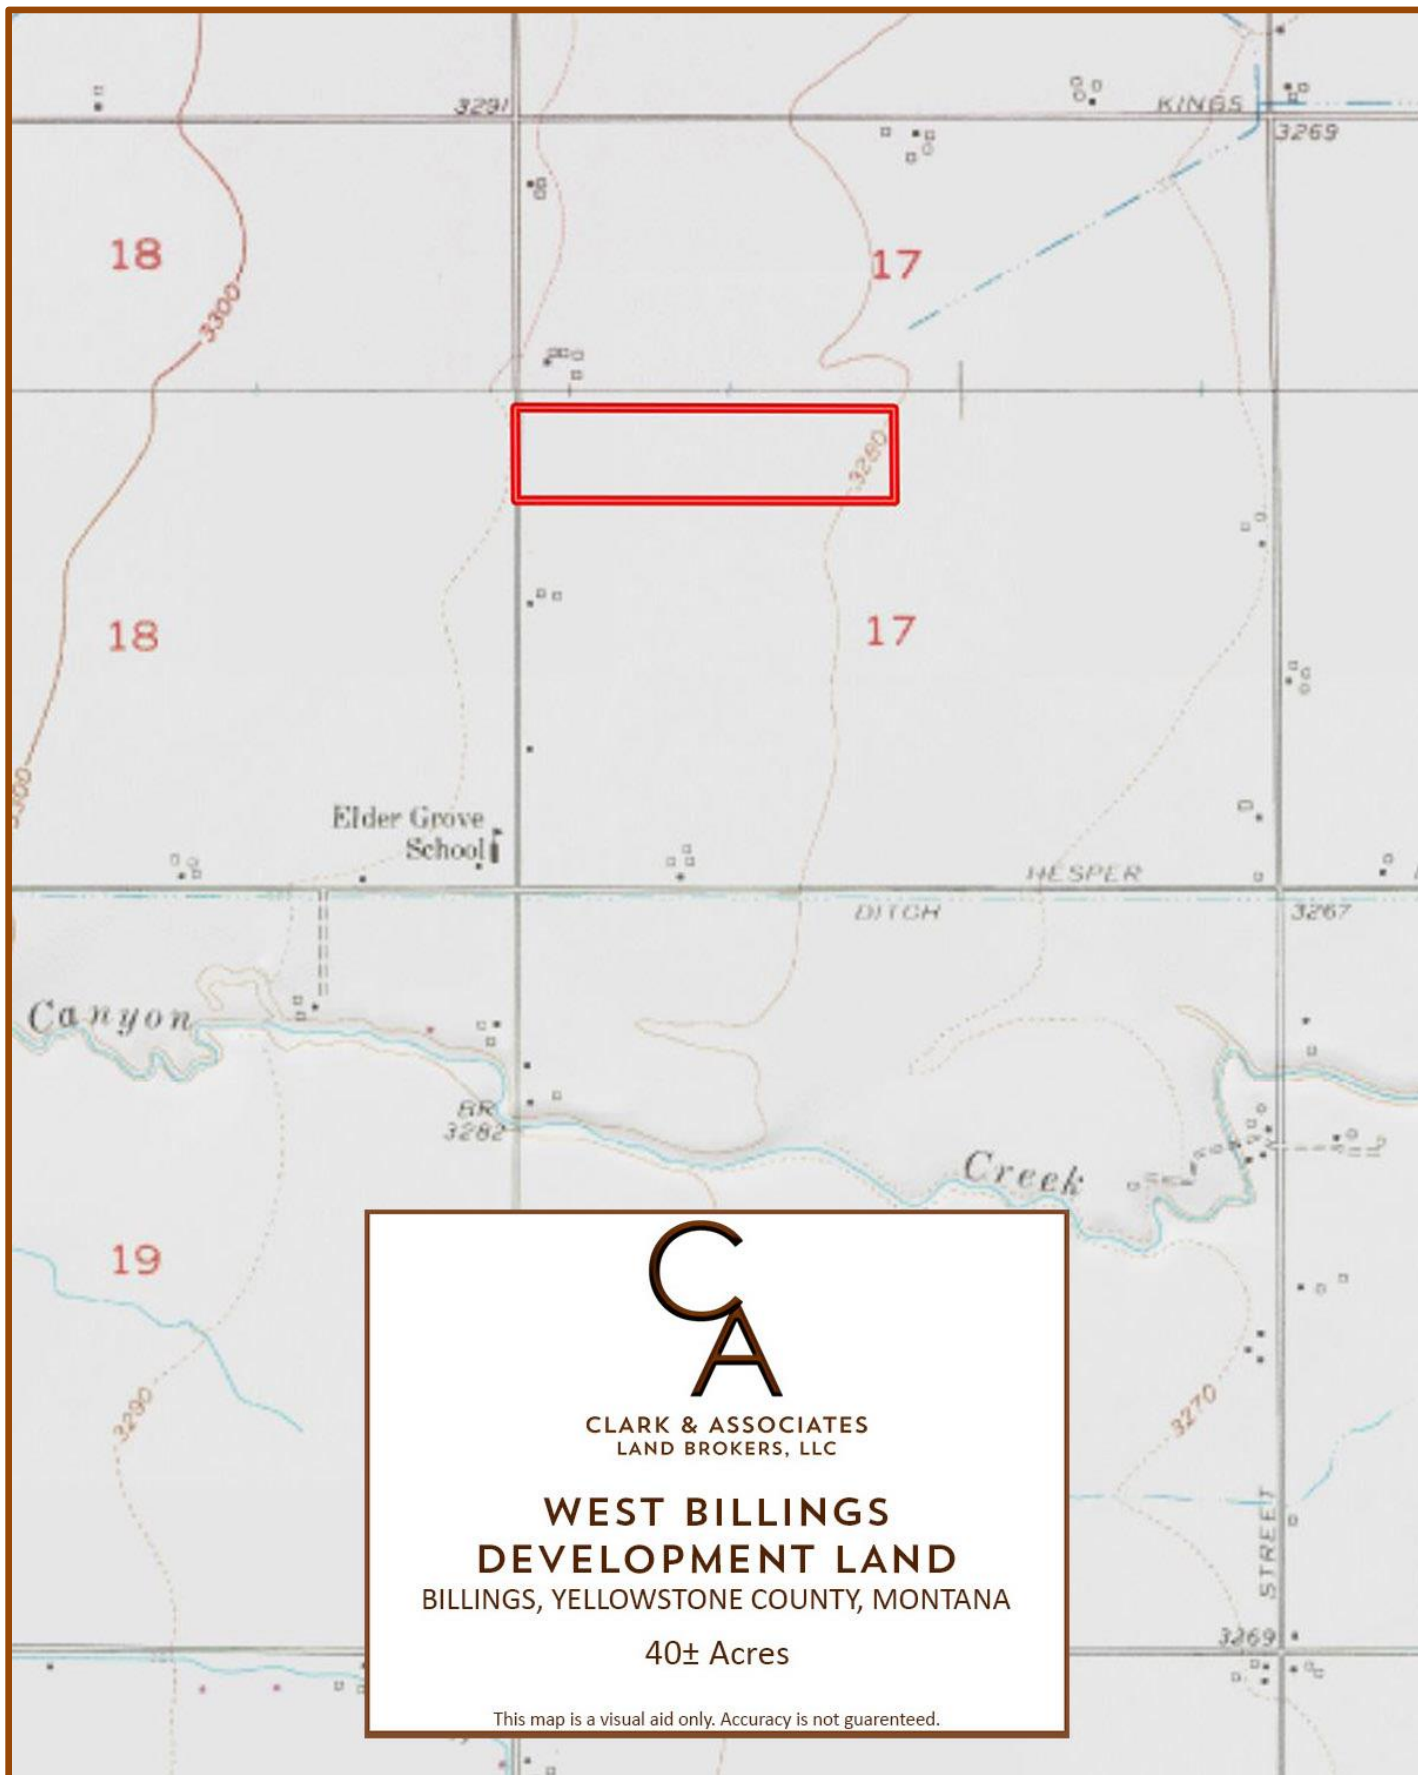 3291
KINGS
3269
18
17
3300
3280
18
17
3300
Elder Grove
School
HESPER
DITCH
3267
Canyon
BR
3282
Creek
19
3290
3270
STREET
3269
CA
CLARK & ASSOCIATES
LAND BROKERS, LLC
WEST BILLINGS
DEVELOPMENT LAND
BILLINGS, YELLOWSTONE COUNTY, MONTANA
40± Acres
This map is a visual aid only. Accuracy is not guarenteed.